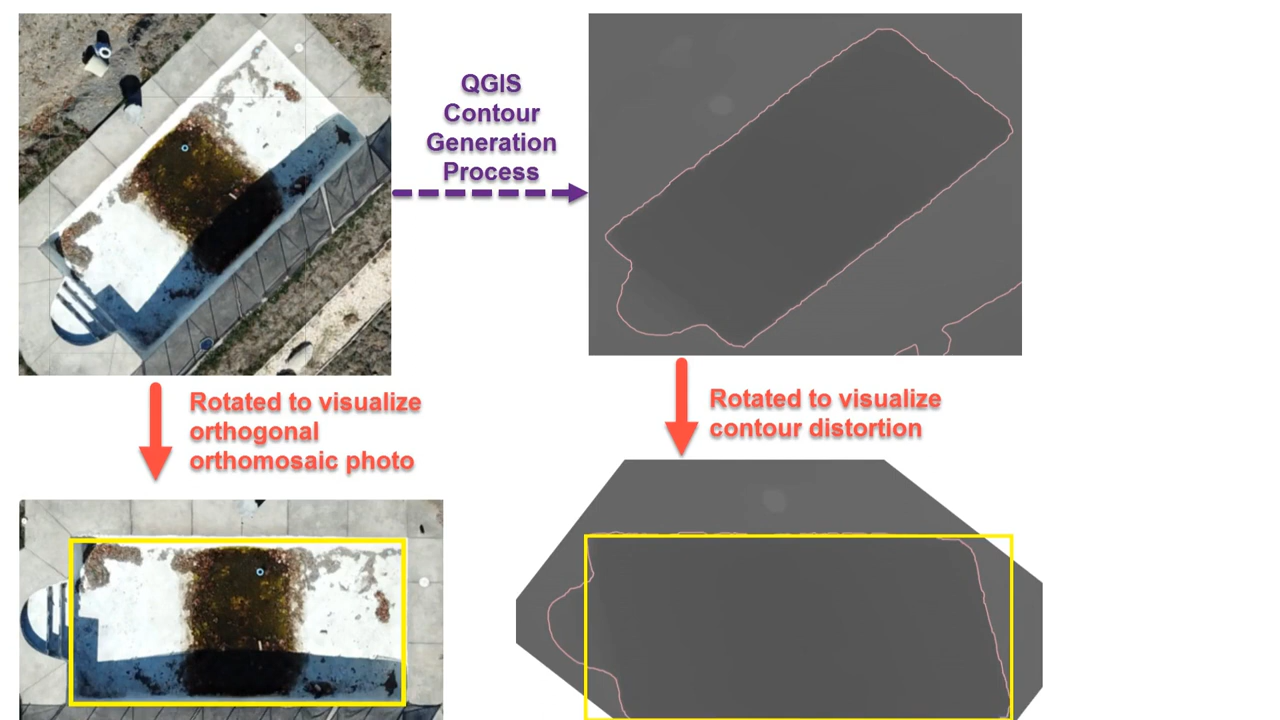 QGIS
Contour
Generation
Process
Rotated to visualize
orthogonal
orthomosaic photo
Rotated to visualize
contour distortion